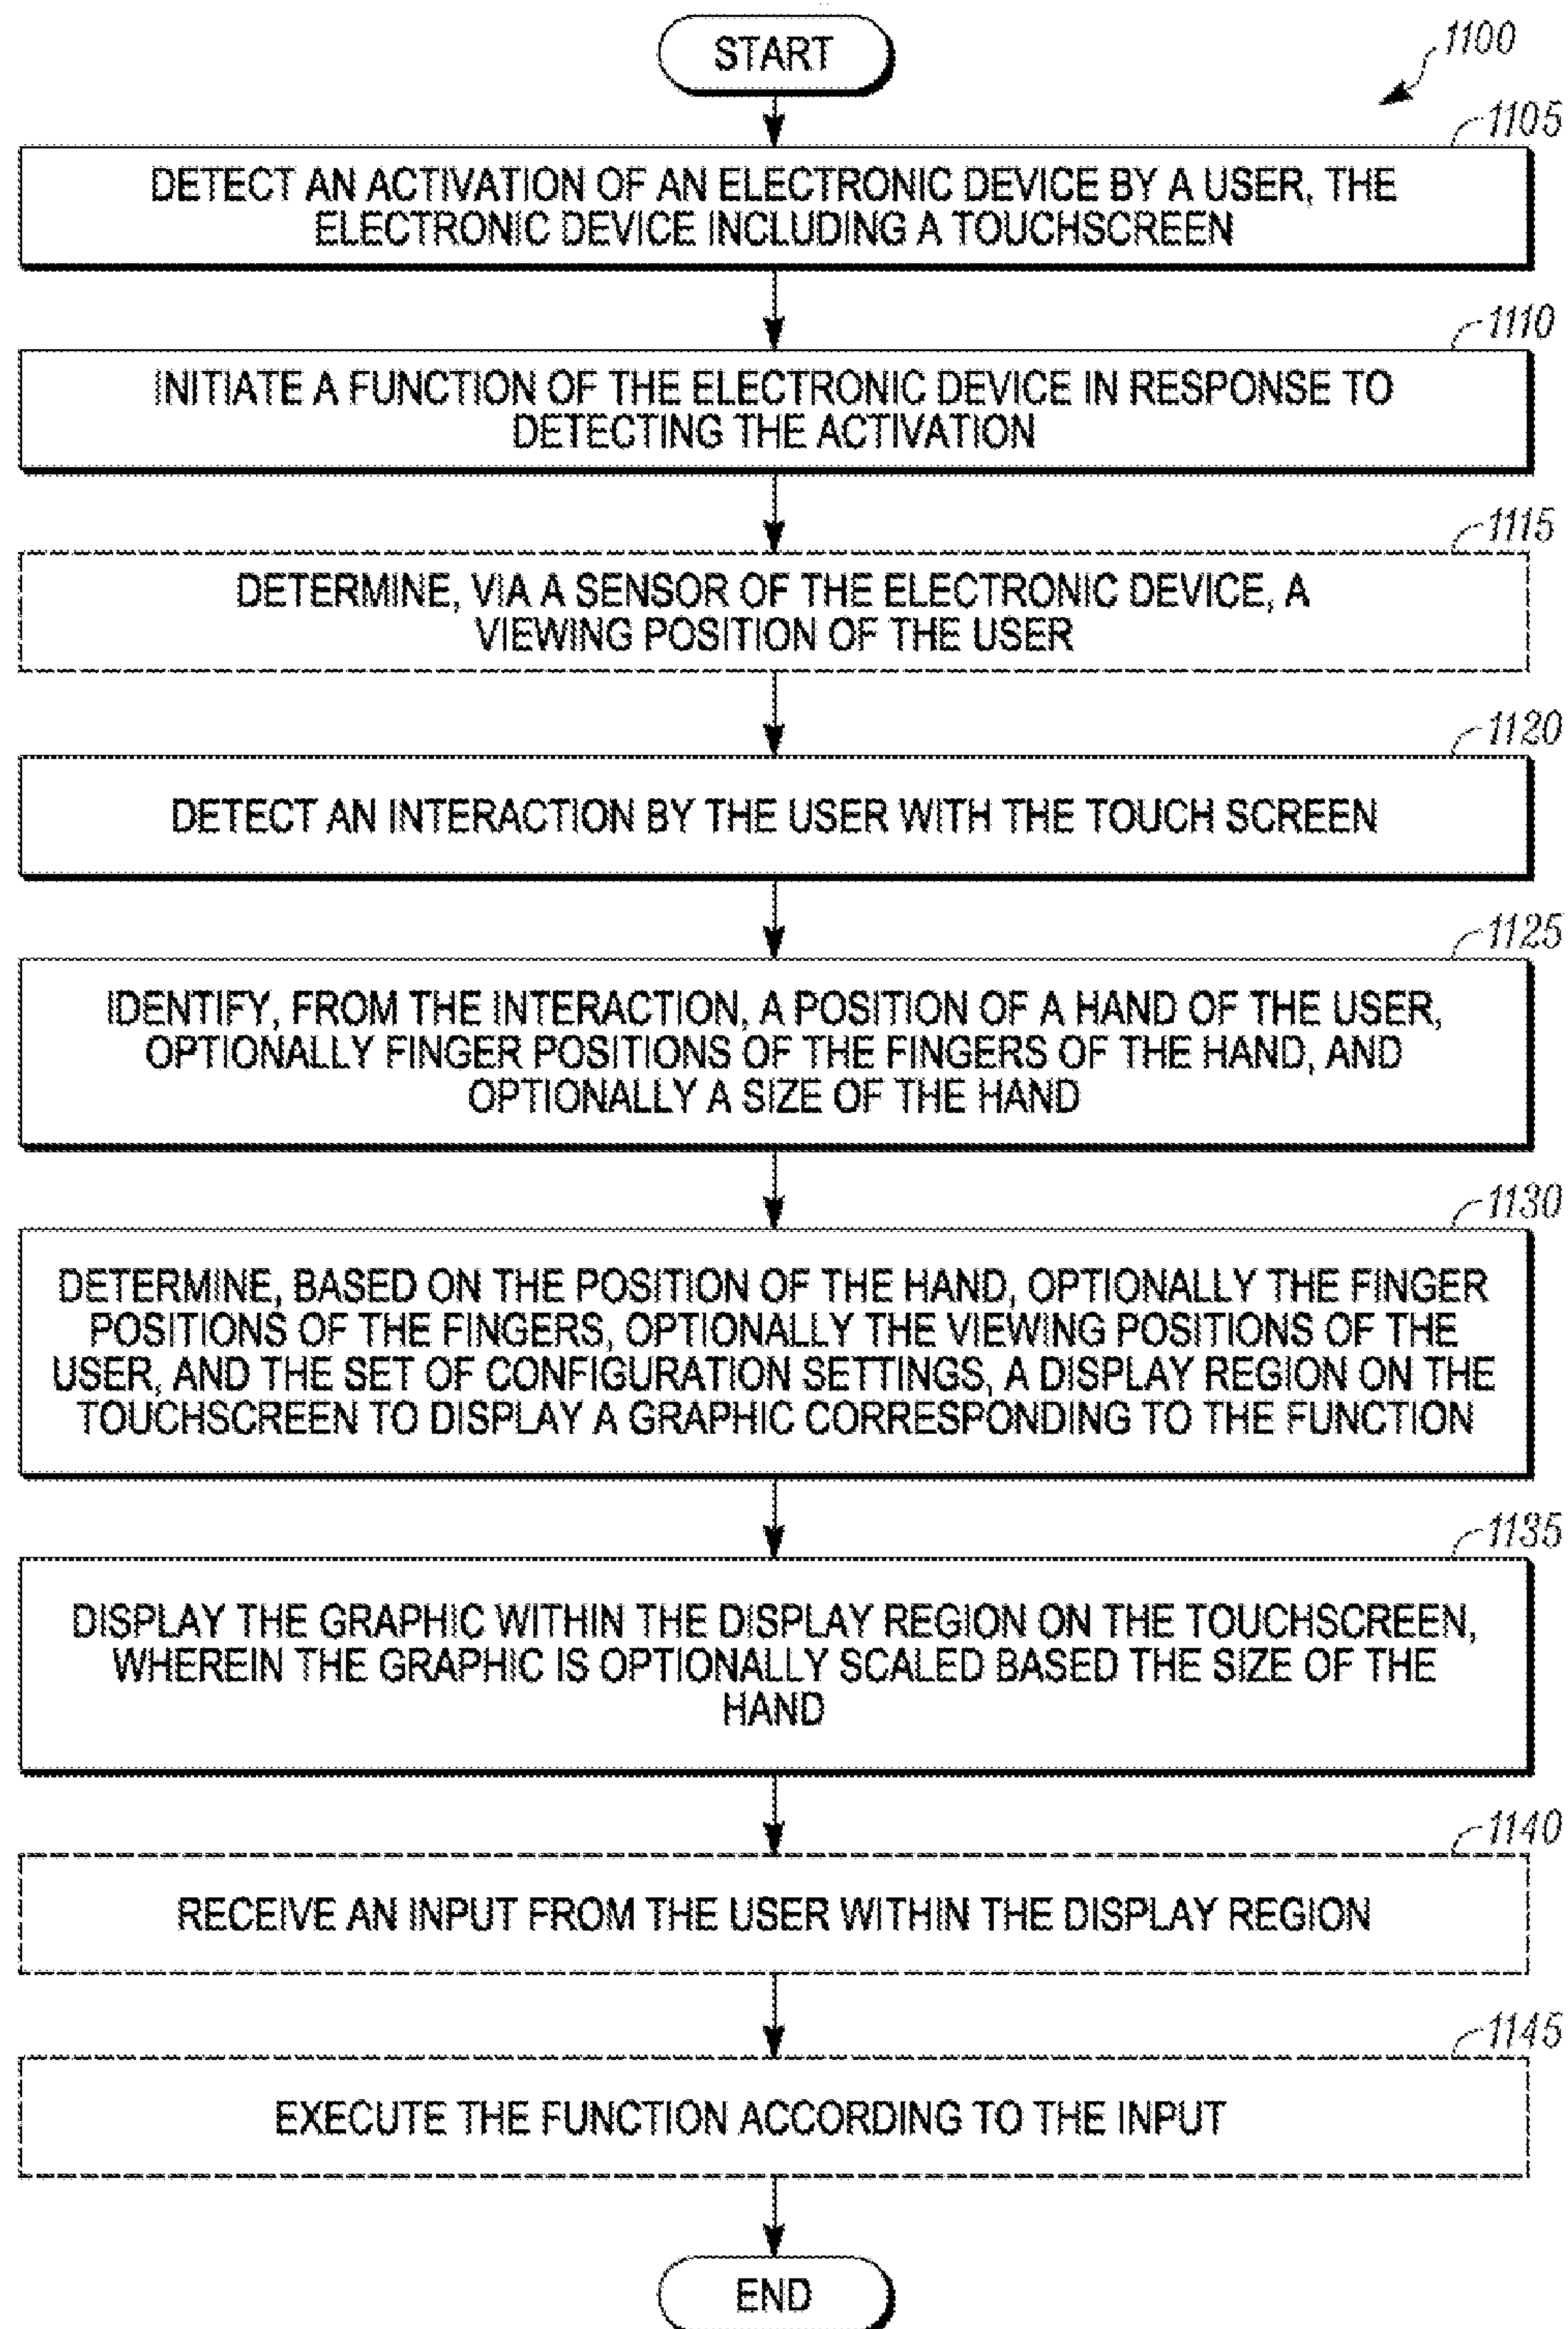 START
1100
1105
DETECT AN ACTIVATION OF AN ELECTRONIC DEVICE BY A USER, THE
ELECTRONIC DEVICE INCLUDING A TOUCHSCREEN
1110
INITIATE A FUNCTION OF THE ELECTRONIC DEVICE IN RESPONSE TO
DETECTING THE ACTIVATION
1115
DETERMINE, VIA A SENSOR OF THE ELECTRONIC DEVICE, A
VIEWING POSITION OF THE USER
1120
DETECT AN INTERACTION BY THE USER WITH THE TOUCH SCREEN
1125
IDENTIFY, FROM THE INTERACTION, A POSITION OF A HAND OF THE USER,
OPTIONALLY FINGER POSITIONS OF THE FINGERS OF THE HAND, AND
OPTIONALLY A SIZE OF THE HAND
1130
DETERMINE, BASED ON THE POSITION OF THE HAND, OPTIONALLY THE FINGER
POSITIONS OF THE FINGERS, OPTIONALLY THE VIEWING POSITIONS OF THE
USER, AND THE SET OF CONFIGURATION SETTINGS, A DISPLAY REGION ON THE
TOUCHSCREEN TO DISPLAY A GRAPHIC CORRESPONDING TO THE FUNCTION
1135
DISPLAY THE GRAPHIC WITHIN THE DISPLAY REGION ON THE TOUCHSCREEN,
WHEREIN THE GRAPHIC IS OPTIONALLY SCALED BASED THE SIZE OF THE
HAND
1140
RECEIVE AN INPUT FROM THE USER WITHIN THE DISPLAY REGION
1145
EXECUTE THE FUNCTION ACCORDING TO THE INPUT
END